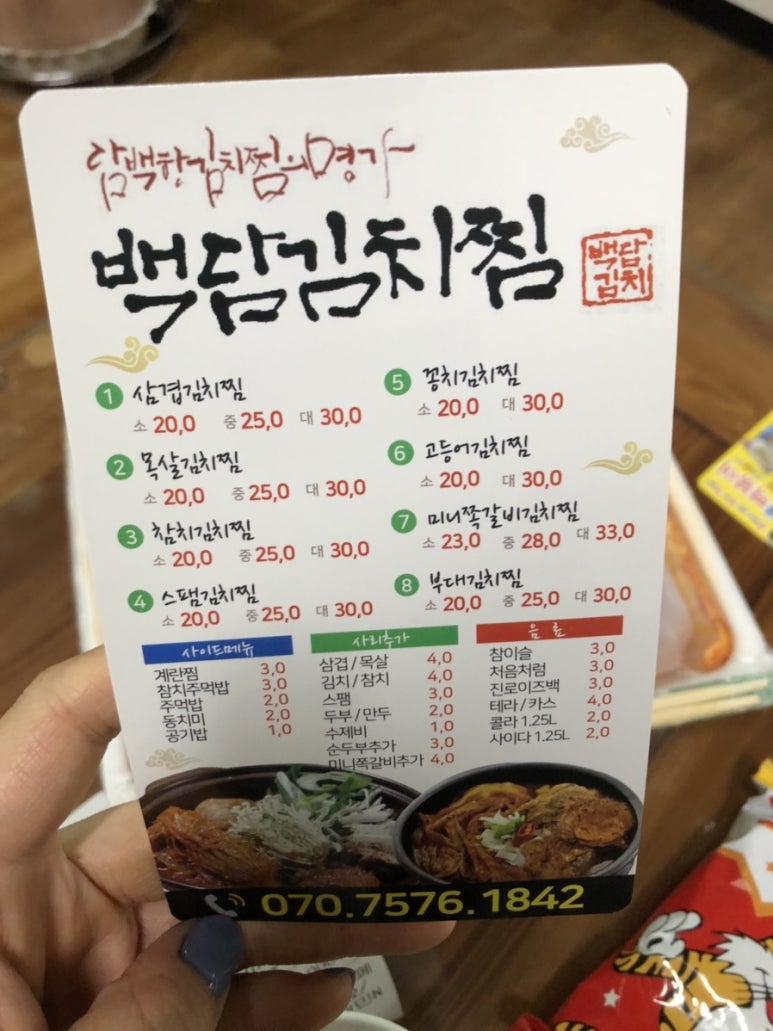 담백한김치찜의명가
백담김치찜
백담
김치
1 삼겹김치찜
소 20,0 중 25,0 대 30,0
2 목살김치찜
소 20,0 중 25,0 대 30,0
3 참치김치찜
소 20,0 중 25,0 대 30,0
4 스팸김치찜
소 20,0 중 25,0 대 30,0
5 꽁치김치찜
소 20,0 대 30,0
6 고등어김치찜
소 20,0 대 30,0
7 미니쪽갈비김치찜
소 23,0 중 28,0 대 33,0
8 부대김치찜
소 20,0 중 25,0 대 30,0
사이드메뉴
계란찜 3,0
참치주먹밥 3,0
주먹밥 2,0
동치미 2,0
공기밥 1,0
사리추가
삼겹/목살 4,0
김치/참치 4,0
스팸 3,0
두부/만두 2,0
수제비 1,0
순두부추가 3,0
미니쪽갈비추가 4,0
음료
참이슬 3,0
처음처럼 3,0
진로이즈백 3,0
테라/카스 4,0
콜라 1.25L 2,0
사이다 1.25L 2,0
070.7576.1842